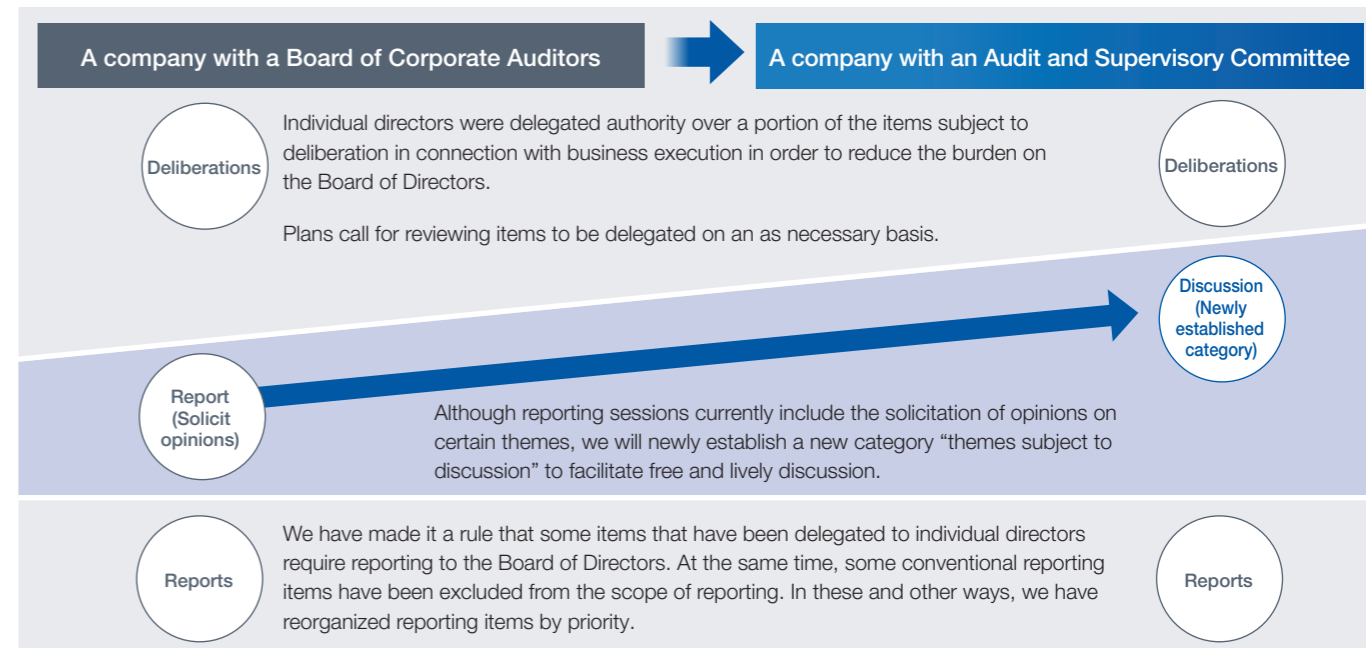 A company with a Board of Corporate Auditors
A company with an Audit and Supervisory Committee
Deliberations
Individual directors were delegated authority over a portion of the items subject to
deliberation in connection with business execution in order to reduce the burden on
the Board of Directors.
Plans call for reviewing items to be delegated on an as necessary basis.
Deliberations
Discussion
(Newly
established
category)
Report
(Solicit
opinions)
Although reporting sessions currently include the solicitation of opinions on
certain themes, we will newly establish a new category “themes subject to
discussion” to facilitate free and lively discussion.
Reports
We have made it a rule that some items that have been delegated to individual directors
require reporting to the Board of Directors. At the same time, some conventional reporting
items have been excluded from the scope of reporting. In these and other ways, we have
reorganized reporting items by priority.
Reports